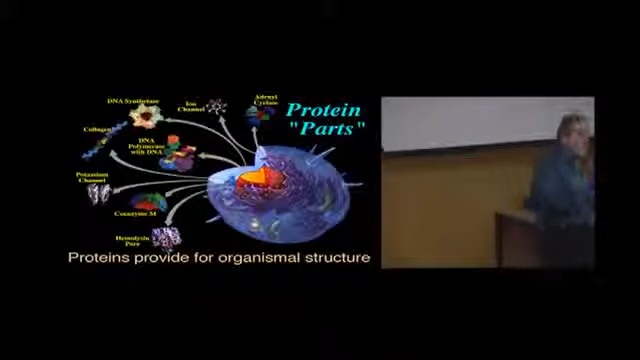 DNA Synthetase
Ion
Channel
Adenyl
Cyclase
Protein
"Parts"
Collagen
DNA
Polymerase
with DNA
Potassium
Channel
Coenzyme M
Hemolysin
Pore
Proteins provide for organismal structure